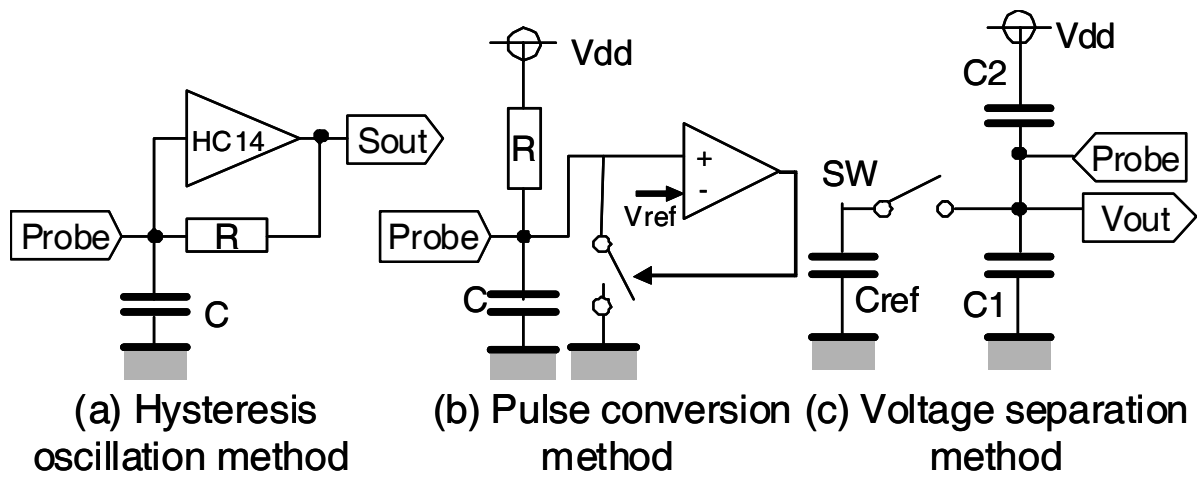 HC14
Sout
Probe
R
C
(a) Hysteresis
oscillation method
Vdd
R
+
-
Vref
Probe
C
(b) Pulse conversion
method
Vdd
C2
Probe
SW
Vout
Cref
C1
(c) Voltage separation
method